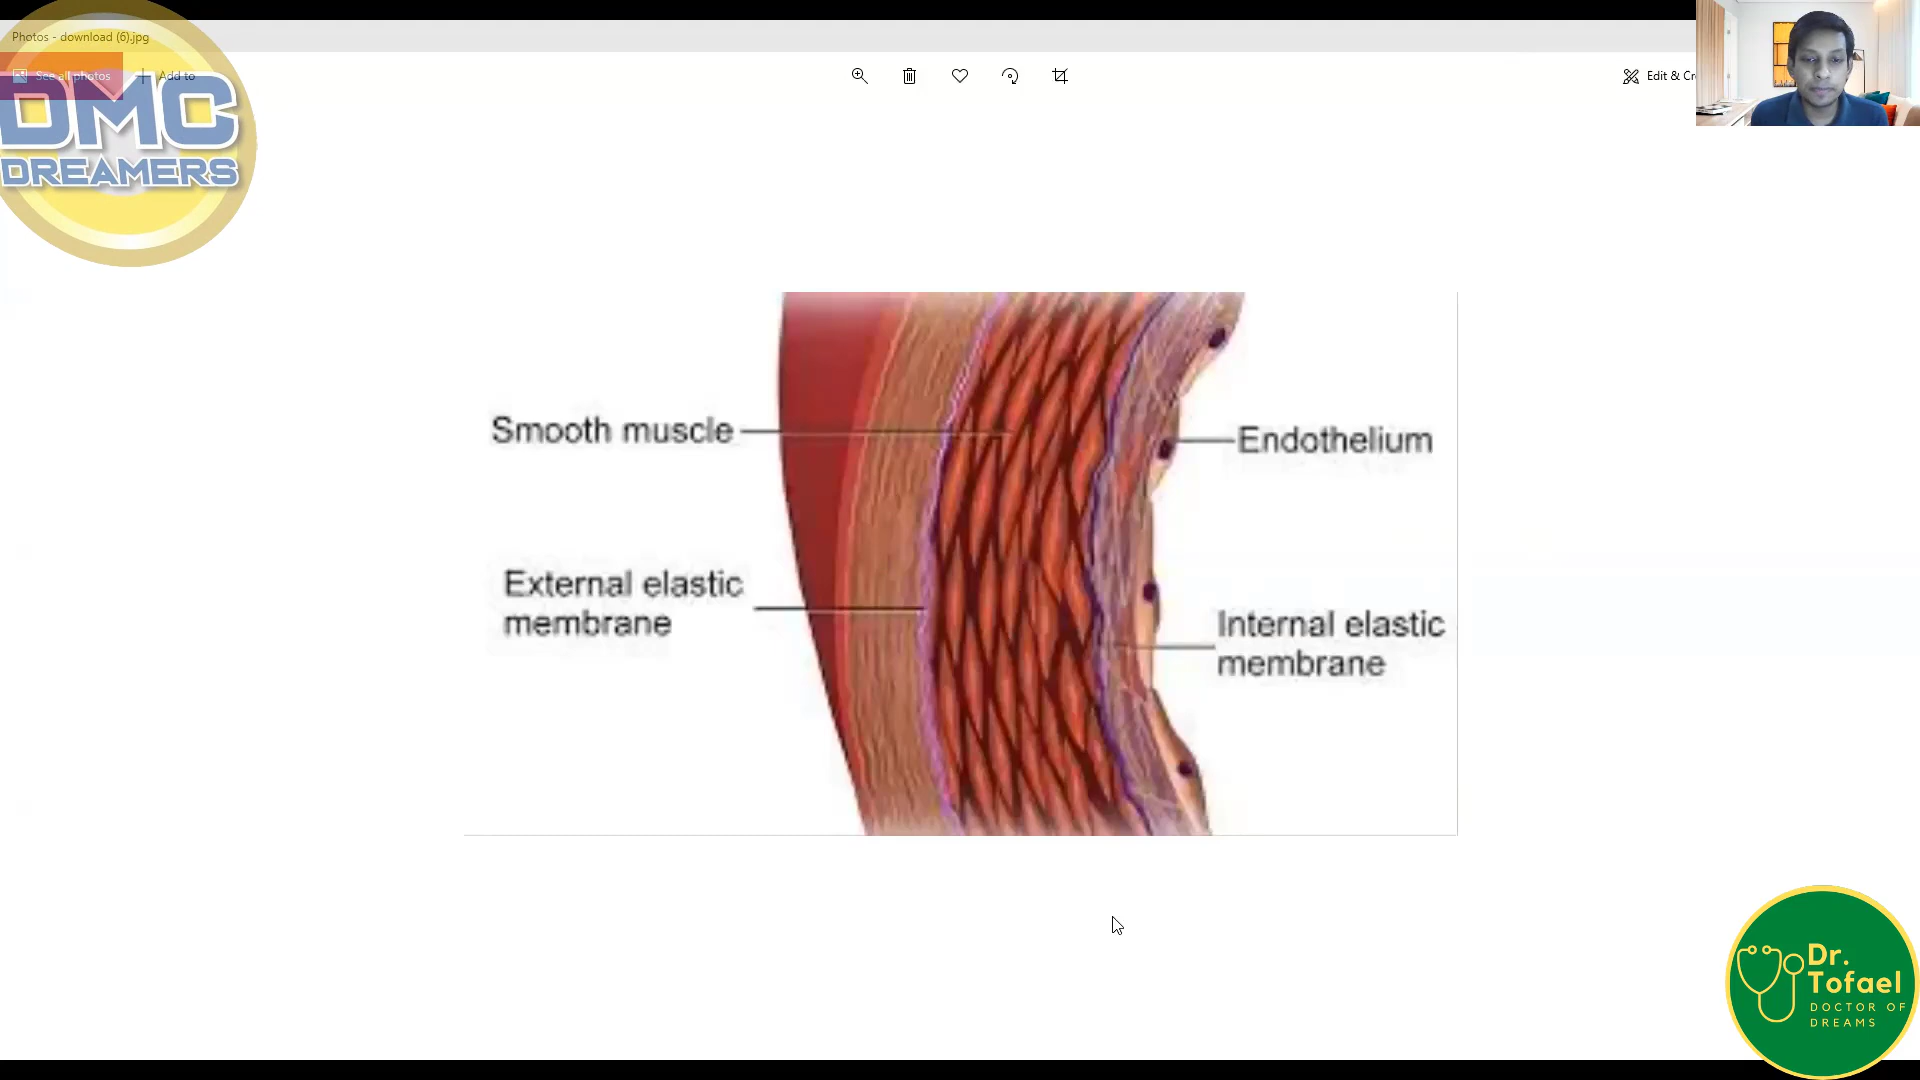 Photos - download (6).jpg
See all photos
Add to
Edit &
DMC
DREAMERS
Smooth muscle
Endothelium
External elastic
membrane
Internal elastic
membrane
Dr.
Tofael
DOCTOR OF
DREAMS